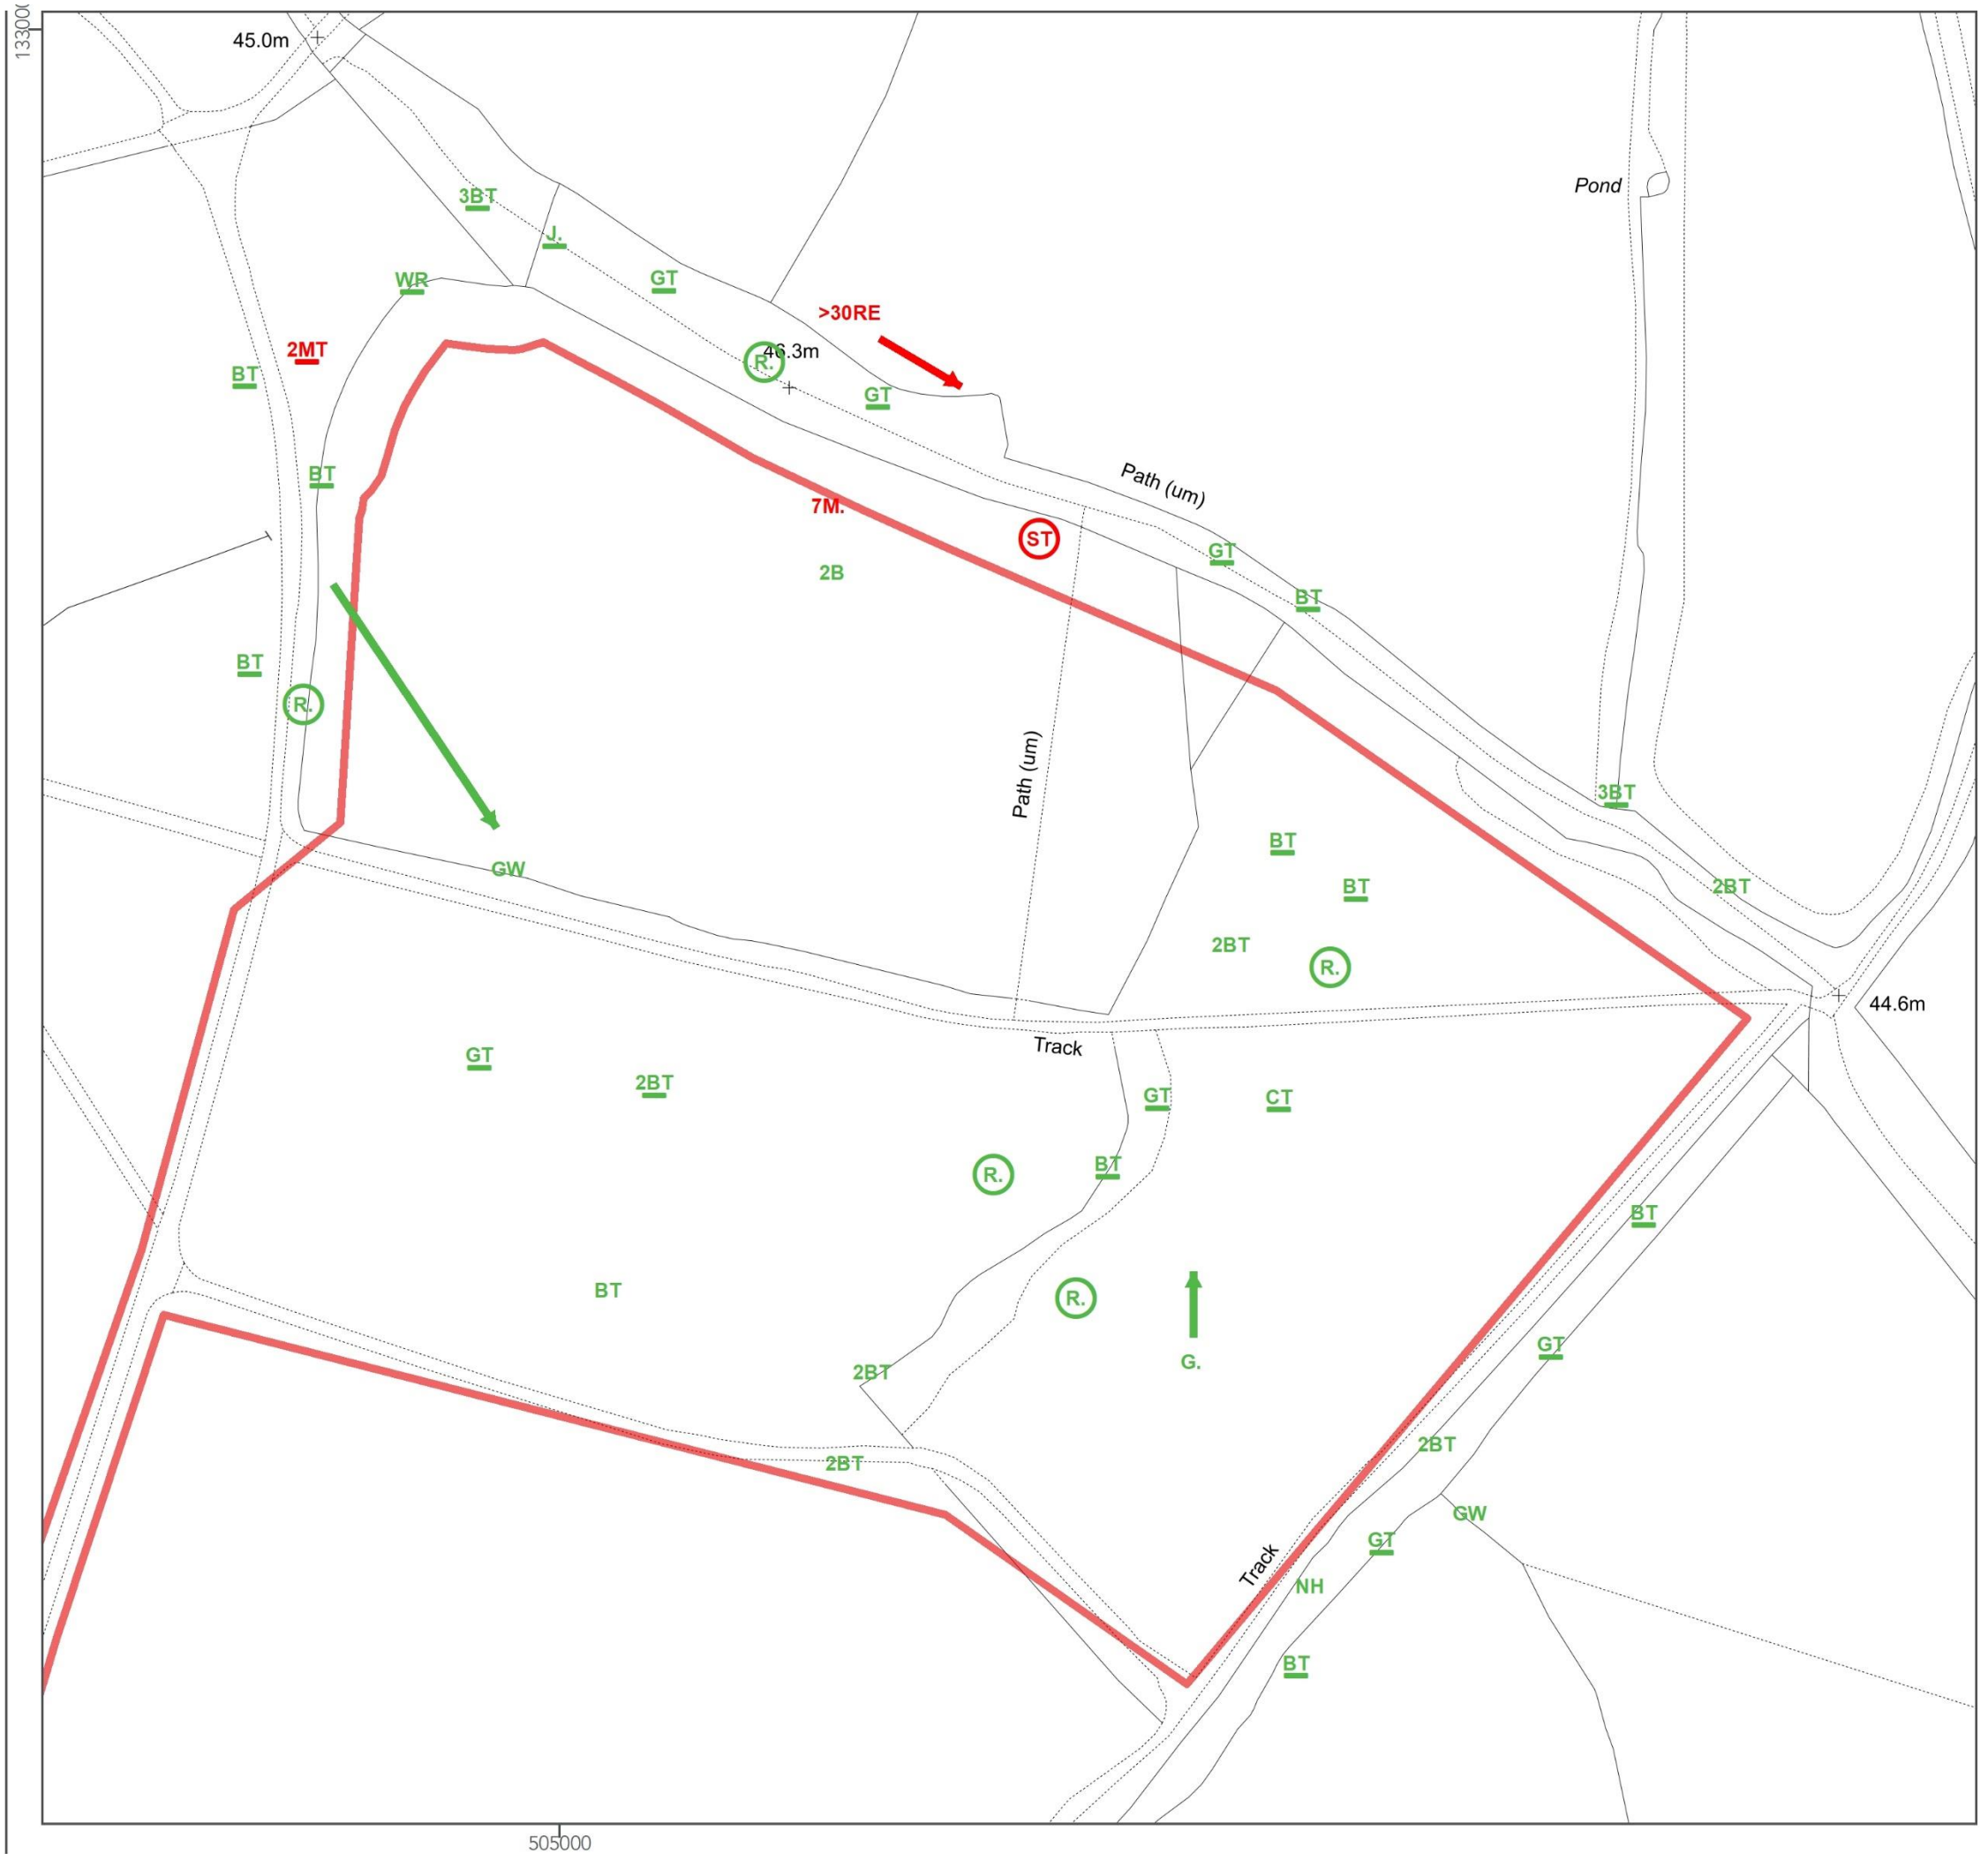 13300
45.0m
3BT
Pond
J.
WR
GT
>30RE
2MT
46.3m
R.
BT
GT
BT
Path (um)
7M.
ST
GT
2B
BT
BT
R.
Path (um)
3BT
BT
GW
BT
2BT
2BT
R.
44.6m
Track
GT
2BT
GT
CT
BT
R.
BT
BT
R.
GT
G.
2BT
2BT
2BT
GW
GT
Track
NH
BT
505000